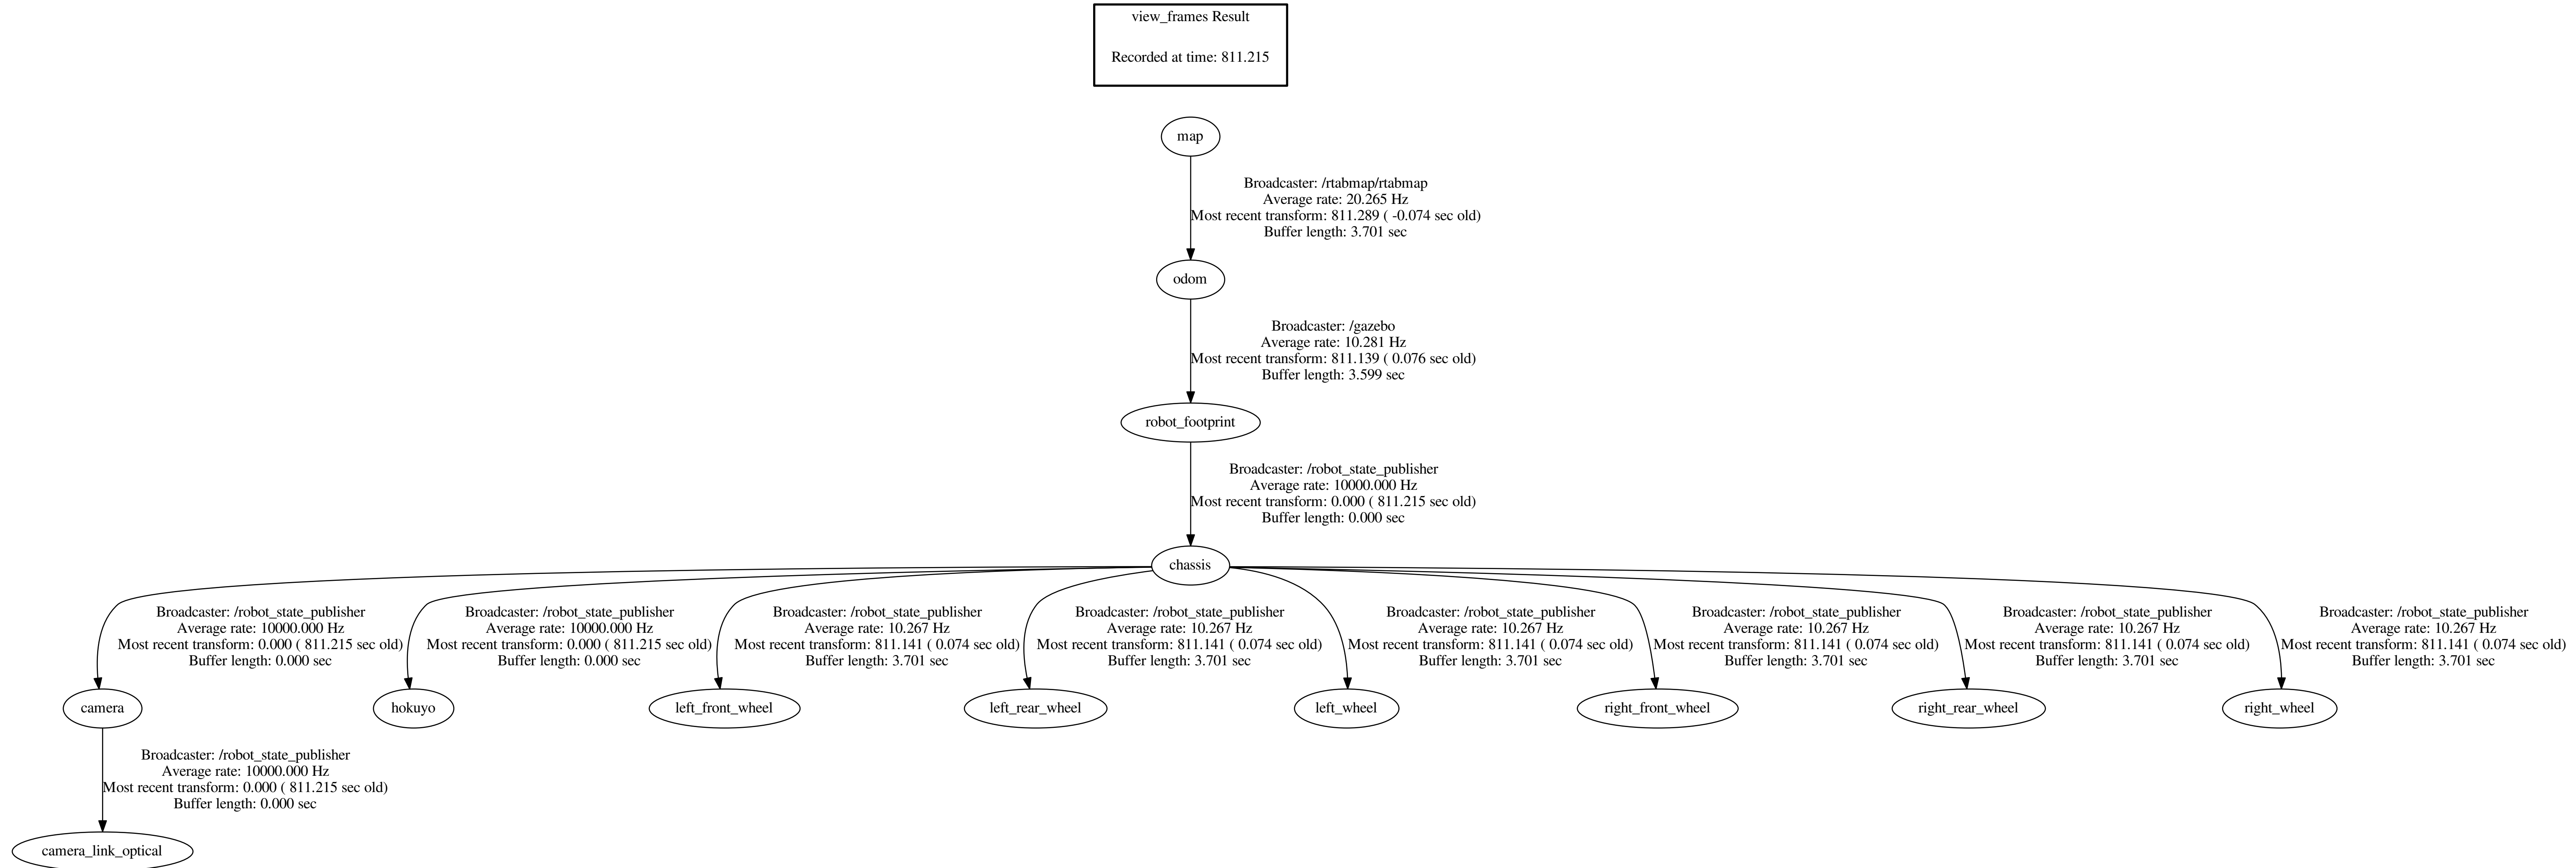 view_frames Result
Recorded at time: 811.215
map
Broadcaster: /rtabmap/rtabmap
Average rate: 20.265 Hz
Most recent transform: 811.289 ( -0.074 sec old)
Buffer length: 3.701 sec
odom
Broadcaster: /gazebo
Average rate: 10.281 Hz
Most recent transform: 811.139 ( 0.076 sec old)
Buffer length: 3.599 sec
robot_footprint
Broadcaster: /robot_state_publisher
Average rate: 10000.000 Hz
Most recent transform: 0.000 ( 811.215 sec old)
Buffer length: 0.000 sec
chassis
Broadcaster: /robot_state_publisher
Average rate: 10000.000 Hz
Most recent transform: 0.000 ( 811.215 sec old)
Buffer length: 0.000 sec
Broadcaster: /robot_state_publisher
Average rate: 10000.000 Hz
Most recent transform: 0.000 ( 811.215 sec old)
Buffer length: 0.000 sec
Broadcaster: /robot_state_publisher
Average rate: 10.267 Hz
Most recent transform: 811.141 ( 0.074 sec old)
Buffer length: 3.701 sec
Broadcaster: /robot_state_publisher
Average rate: 10.267 Hz
Most recent transform: 811.141 ( 0.074 sec old)
Buffer length: 3.701 sec
Broadcaster: /robot_state_publisher
Average rate: 10.267 Hz
Most recent transform: 811.141 ( 0.074 sec old)
Buffer length: 3.701 sec
Broadcaster: /robot_state_publisher
Average rate: 10.267 Hz
Most recent transform: 811.141 ( 0.074 sec old)
Buffer length: 3.701 sec
Broadcaster: /robot_state_publisher
Average rate: 10.267 Hz
Most recent transform: 811.141 ( 0.074 sec old)
Buffer length: 3.701 sec
Broadcaster: /robot_state_publisher
Average rate: 10.267 Hz
Most recent transform: 811.141 ( 0.074 sec old)
Buffer length: 3.701 sec
camera
hokuyo
left_front_wheel
left_rear_wheel
left_wheel
right_front_wheel
right_rear_wheel
right_wheel
Broadcaster: /robot_state_publisher
Average rate: 10000.000 Hz
Most recent transform: 0.000 ( 811.215 sec old)
Buffer length: 0.000 sec
camera_link_optical